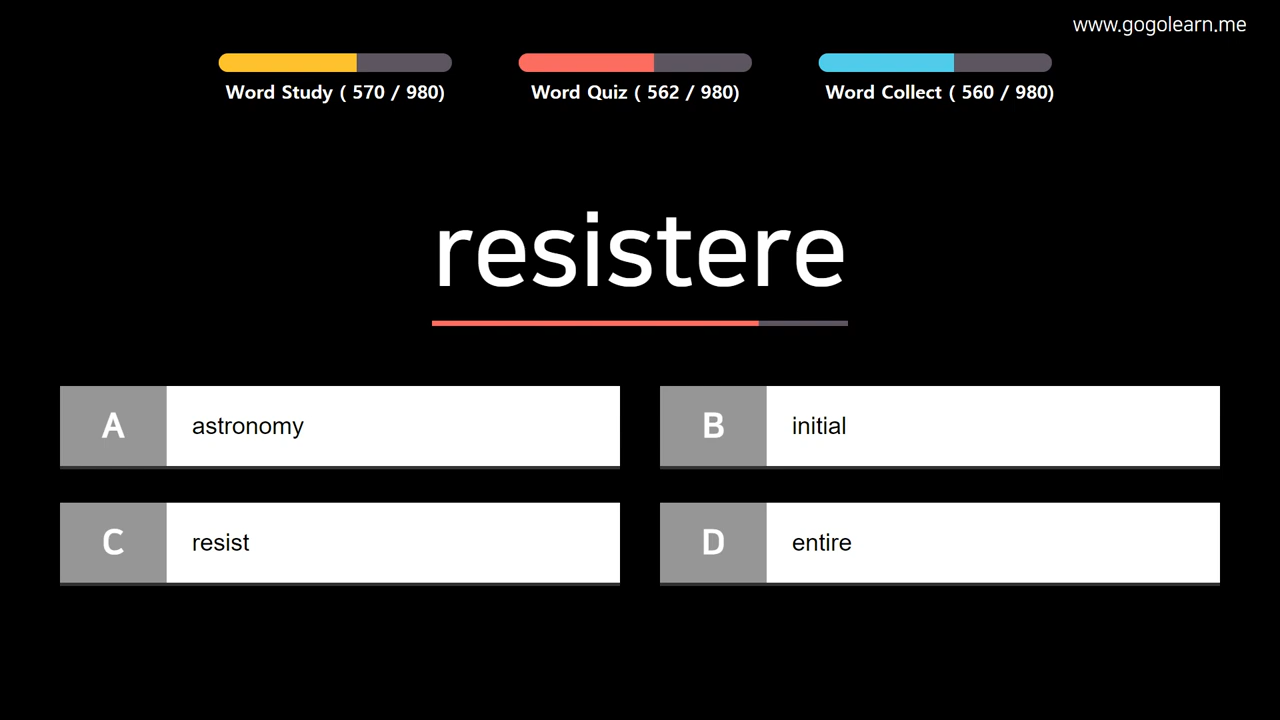 www.gogolearn.me
Word Study ( 570 / 980)
Word Quiz ( 562 / 980)
Word Collect ( 560 / 980)
resistere
A astronomy
B initial
C resist
D entire